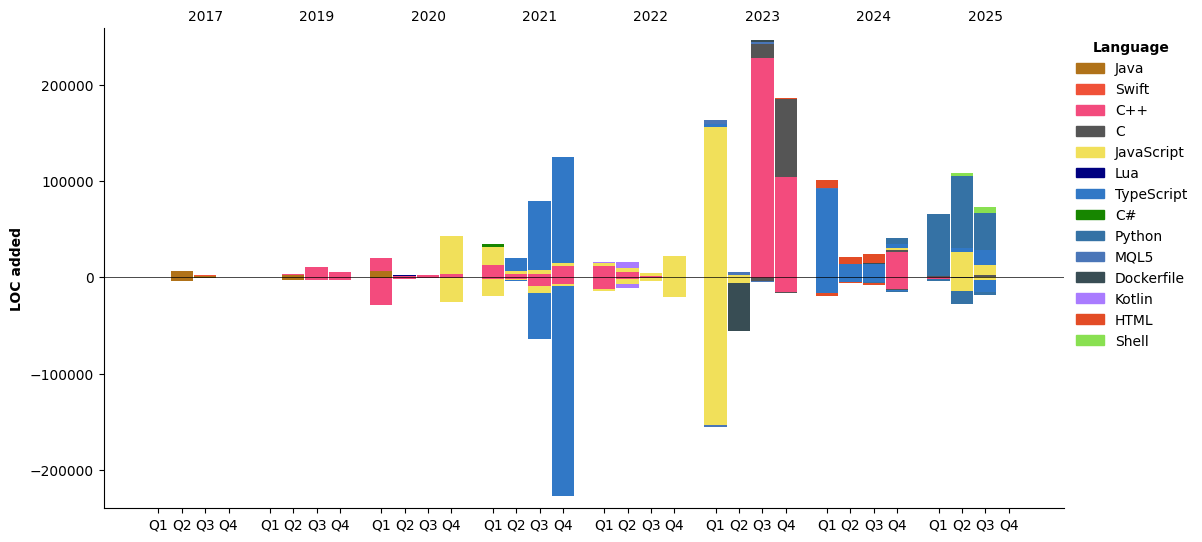 2017 2019 2020 2021 2022 2023 2024 2025
Language
Java
Swift
C++
C
JavaScript
Lua
TypeScript
C#
Python
MQL5
Dockerfile
Kotlin
HTML
Shell
LOC added
200000
100000
0
−100000
−200000
Q1 Q2 Q3 Q4 Q1 Q2 Q3 Q4 Q1 Q2 Q3 Q4 Q1 Q2 Q3 Q4 Q1 Q2 Q3 Q4 Q1 Q2 Q3 Q4 Q1 Q2 Q3 Q4 Q1 Q2 Q3 Q4